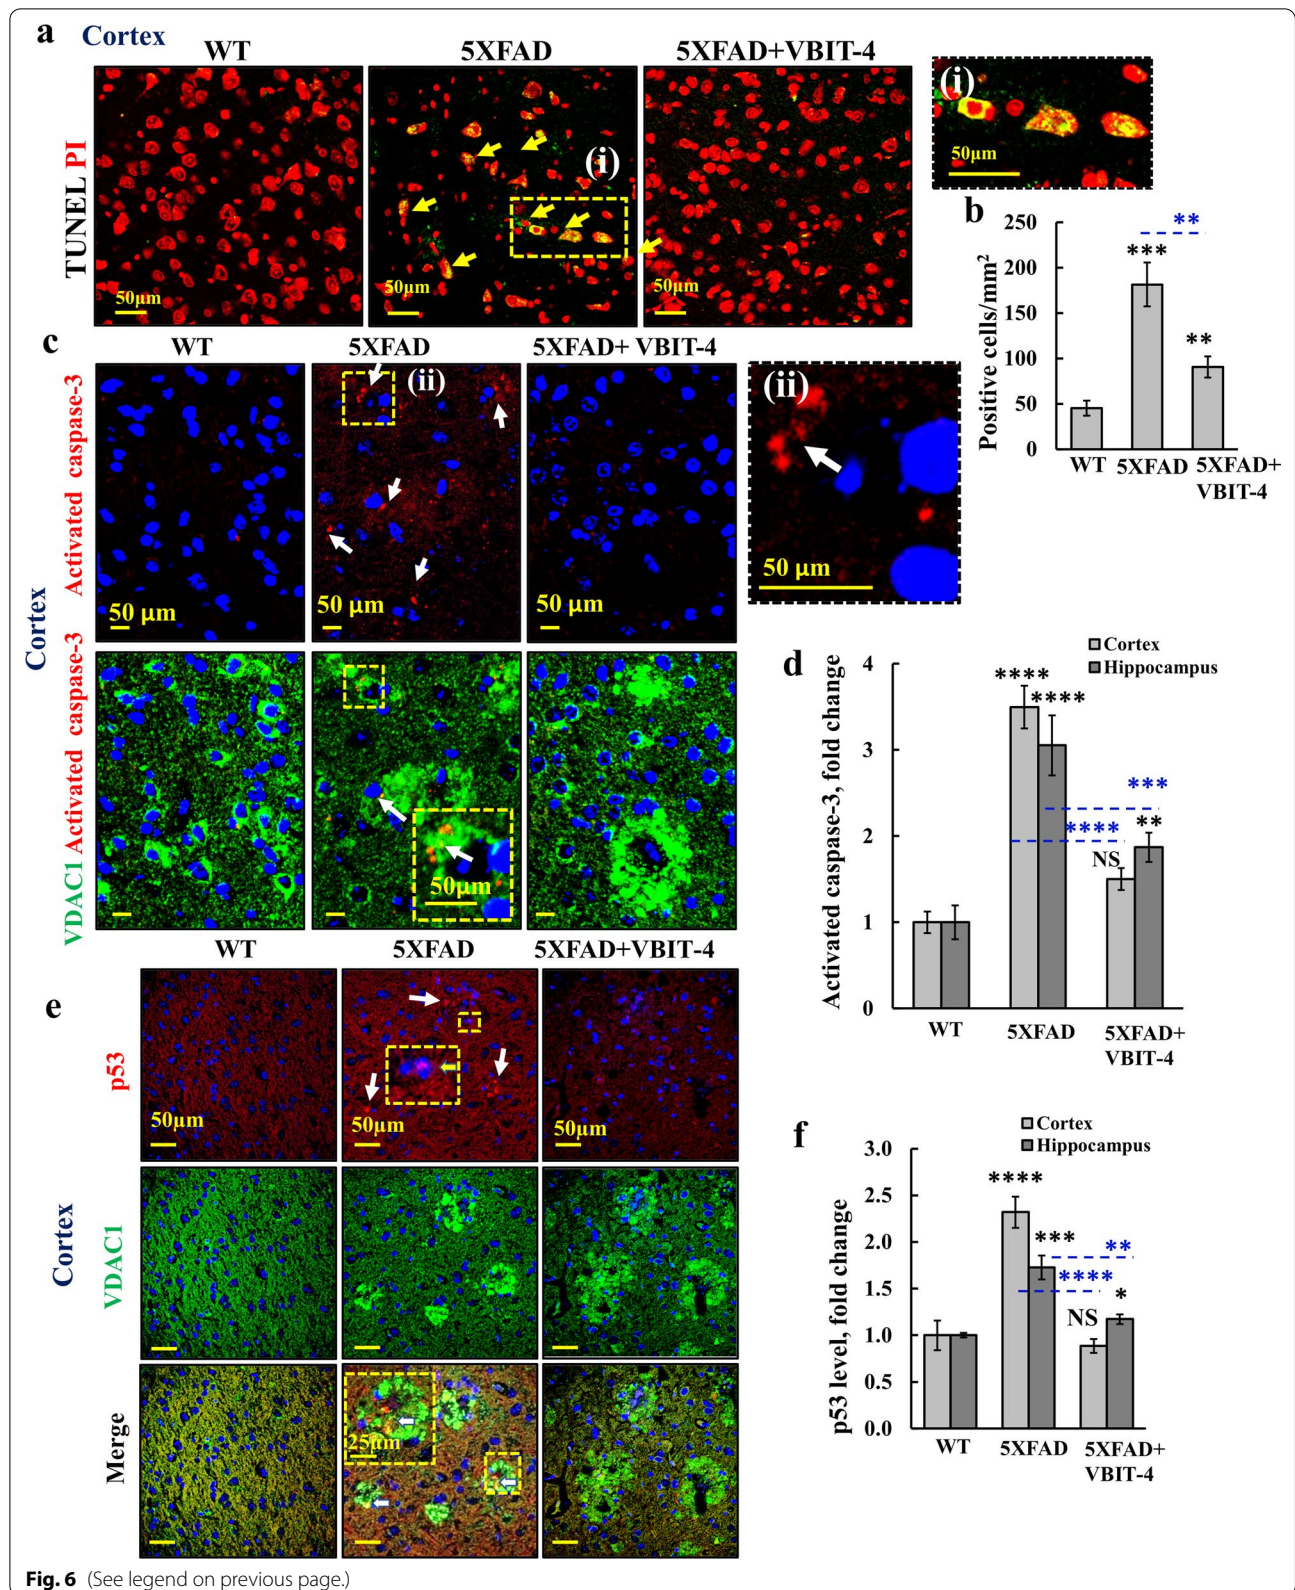 a Cortex
WT 5XFAD 5XFAD+VBIT-4
TUNEL PI
(i)
(i)
50μm
50μm
50μm
50μm
b
Positive cells/mm²
250
200
150
100
50
0
***
**
**
WT 5XFAD 5XFAD+
VBIT-4
c
WT 5XFAD 5XFAD+ VBIT-4
Cortex
Activated caspase-3
(ii)
(ii)
50 μm
50 μm
50 μm
50 μm
VDAC1 Activated caspase-3
50μm
d
Cortex
Hippocampus
Activated caspase-3, fold change
4
3
2
1
0
****
****
***
****
**
NS
WT 5XFAD 5XFAD+
VBIT-4
WT 5XFAD 5XFAD+VBIT-4
e
Cortex
p53
50μm
50μm
50μm
VDAC1
Merge
25μm
f
Cortex
Hippocampus
p53 level, fold change
3.0
2.5
2.0
1.5
1.0
0.5
0.0
****
***
**
****
*
NS
WT 5XFAD 5XFAD+
VBIT-4
Fig. 6 (See legend on previous page.)